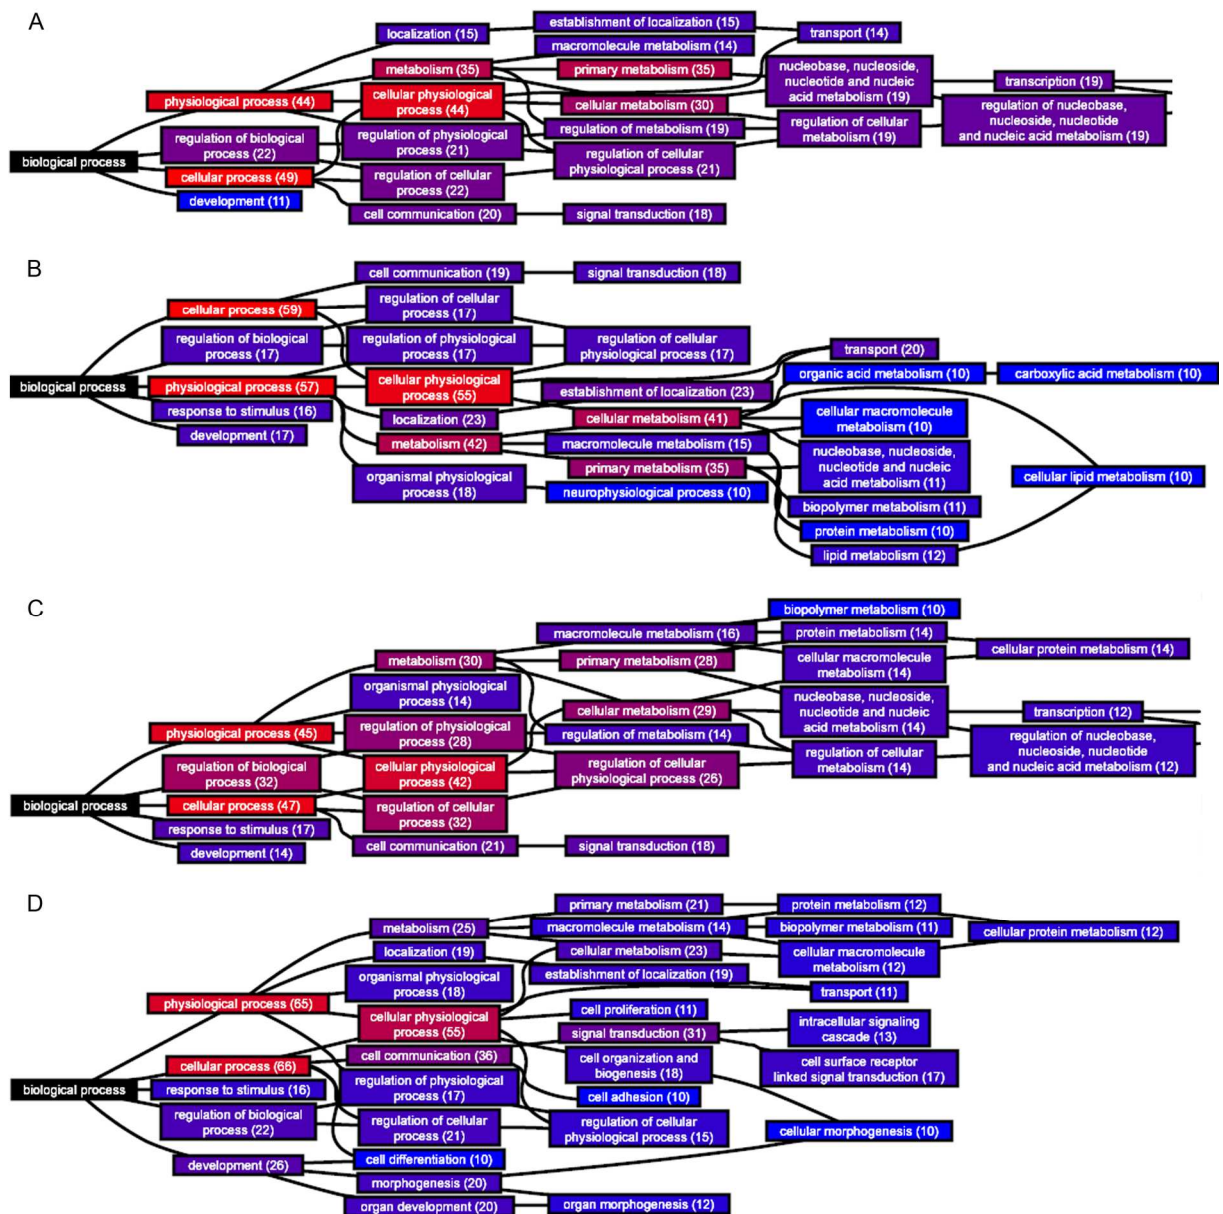 A
establishment of localization (15)
localization (15)
transport (14)
macromolecule metabolism (14)
metabolism (35)
primary metabolism (35)
nucleobase, nucleoside,
nucleotide and nucleic
acid metabolism (19)
transcription (19)
physiological process (44)
cellular physiological
process (44)
cellular metabolism (30)
regulation of nucleobase,
nucleoside, nucleotide
and nucleic acid metabolism (19)
regulation of biological
process (22)
regulation of physiological
process (21)
regulation of metabolism (19)
regulation of cellular
metabolism (19)
biological process
regulation of cellular
physiological process (21)
cellular process (49)
regulation of cellular
process (22)
development (11)
cell communication (20)
signal transduction (18)
B
cell communication (19)
signal transduction (18)
cellular process (59)
regulation of cellular
process (17)
regulation of biological
process (17)
regulation of physiological
process (17)
regulation of cellular
physiological process (17)
transport (20)
biological process
physiological process (57)
cellular physiological
process (55)
organic acid metabolism (10)
carboxylic acid metabolism (10)
establishment of localization (23)
response to stimulus (16)
localization (23)
cellular metabolism (41)
cellular macromolecule
metabolism (10)
development (17)
metabolism (42)
macromolecule metabolism (15)
nucleobase, nucleoside,
nucleotide and nucleic
acid metabolism (11)
primary metabolism (35)
organismal physiological
process (18)
neurophysiological process (10)
cellular lipid metabolism (10)
biopolymer metabolism (11)
protein metabolism (10)
lipid metabolism (12)
C
biopolymer metabolism (10)
macromolecule metabolism (16)
protein metabolism (14)
cellular protein metabolism (14)
metabolism (30)
primary metabolism (28)
cellular macromolecule
metabolism (14)
organismal physiological
process (14)
cellular metabolism (29)
nucleobase, nucleoside,
nucleotide and nucleic
acid metabolism (14)
transcription (12)
physiological process (45)
regulation of physiological
process (28)
regulation of metabolism (14)
regulation of nucleobase,
nucleoside, nucleotide
and nucleic acid metabolism (12)
regulation of biological
process (32)
cellular physiological
process (42)
regulation of cellular
physiological process (26)
regulation of cellular
metabolism (14)
biological process
cellular process (47)
regulation of cellular
process (32)
response to stimulus (17)
development (14)
cell communication (21)
signal transduction (18)
D
primary metabolism (21)
protein metabolism (12)
metabolism (25)
macromolecule metabolism (14)
biopolymer metabolism (11)
cellular protein metabolism (12)
localization (19)
cellular metabolism (23)
cellular macromolecule
metabolism (12)
organismal physiological
process (18)
establishment of localization (19)
transport (11)
physiological process (65)
cellular physiological
process (55)
cell proliferation (11)
signal transduction (31)
intracellular signaling
cascade (13)
cellular process (66)
cell communication (36)
cell organization and
biogenesis (18)
cell surface receptor
linked signal transduction (17)
biological process
response to stimulus (16)
regulation of physiological
process (17)
cell adhesion (10)
regulation of biological
process (22)
regulation of cellular
process (21)
regulation of cellular
physiological process (15)
cellular morphogenesis (10)
development (26)
cell differentiation (10)
morphogenesis (20)
organ development (20)
organ morphogenesis (12)